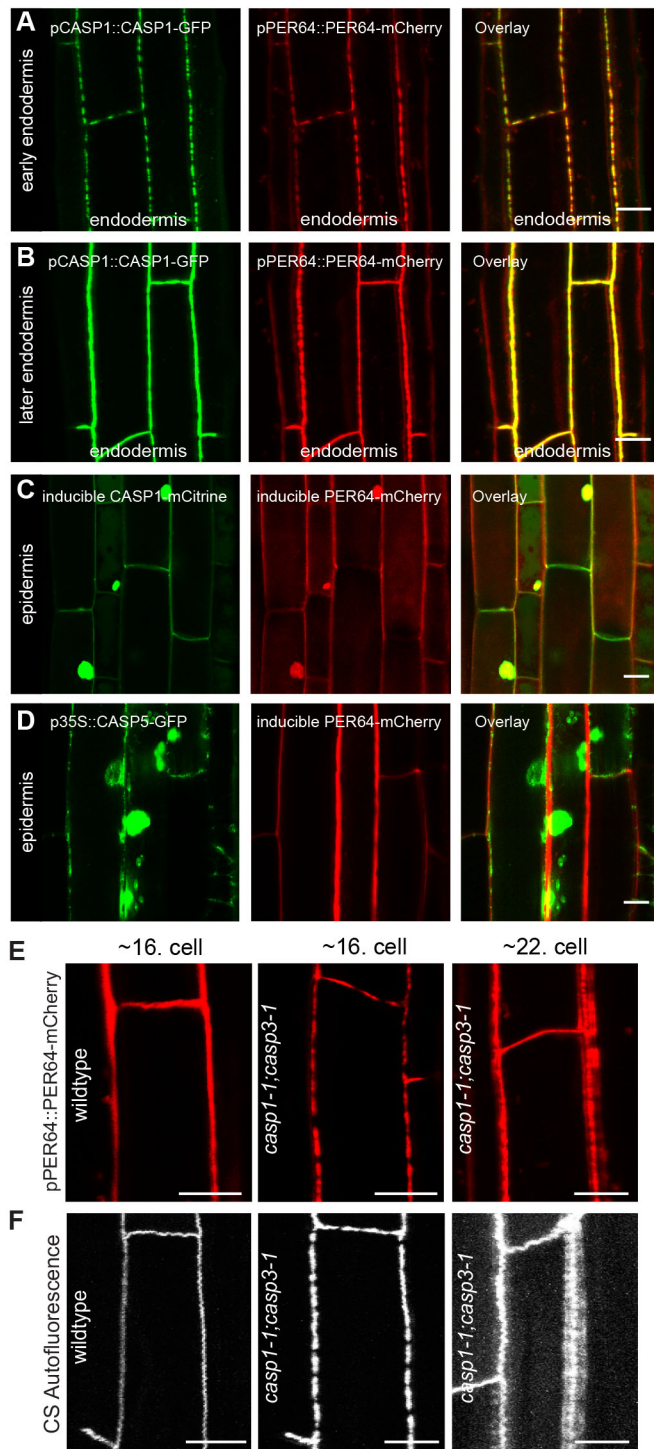 A
pCASP1::CASP1-GFP
pPER64::PER64-mCherry
Overlay
early endodermis
endodermis
endodermis
endodermis
B
pCASP1::CASP1-GFP
pPER64::PER64-mCherry
Overlay
later endodermis
endodermis
endodermis
endodermis
C
inducible CASP1-mCitrine
inducible PER64-mCherry
Overlay
epidermis
D
p35S::CASP5-GFP
inducible PER64-mCherry
Overlay
epidermis
~16. cell
~16. cell
~22. cell
E
pPER64::PER64-mCherry
wildtype
casp1-1;casp3-1
casp1-1;casp3-1
F
CS Autofluorescence
wildtype
casp1-1;casp3-1
casp1-1;casp3-1